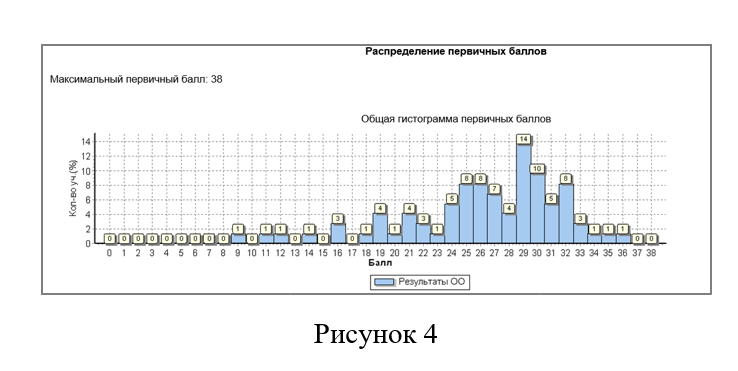 Распределение первичных баллов
Максимальный первичный балл: 38
Общая гистограмма первичных баллов
Кол-во уч.(%)
14
12
10
8
6
4
2
0
0 0 0 0 0 0 0 0 0 1 0 1 1 0 1 0 3 0 1 4 1 4 3 1 5 8 8 7 4 14 10 5 8 3 1 1 1 0 0
0 1 2 3 4 5 6 7 8 9 10 11 12 13 14 15 16 17 18 19 20 21 22 23 24 25 26 27 28 29 30 31 32 33 34 35 36 37 38
Балл
Результаты ОО
Рисунок 4